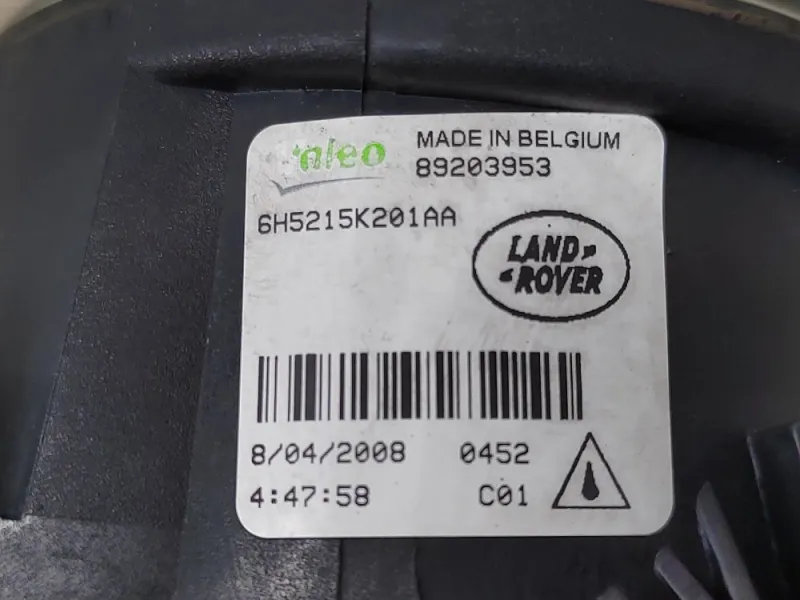 valeo MADE IN BELGIUM
89203953
6H5215K201AA
LAND
ROVER
8/04/2008 0452
4:47:58 C01